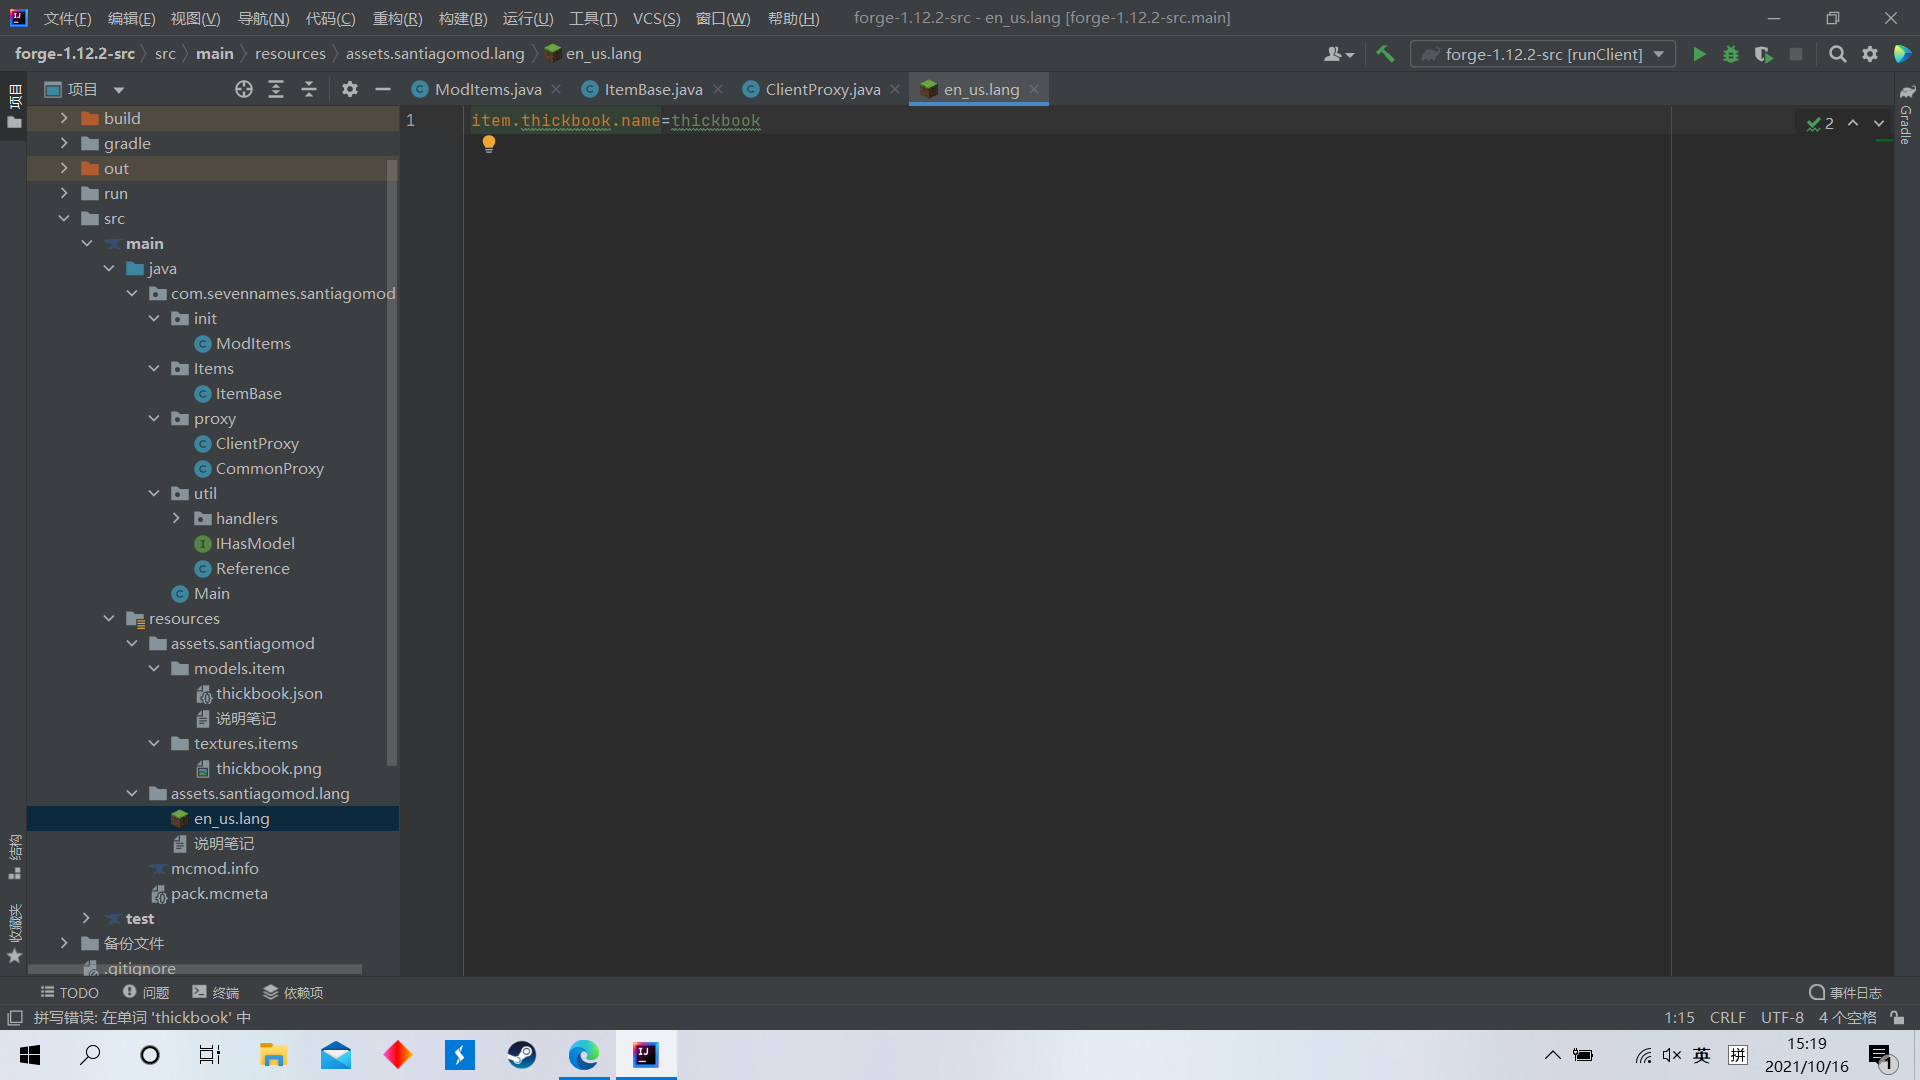 文件(F) 编辑(E) 视图(V) 导航(N) 代码(C) 重构(R) 构建(B) 运行(U) 工具(T) VCS(S) 窗口(W) 帮助(H) forge-1.12.2-src - en_us.lang [forge-1.12.2-src.main]
forge-1.12.2-src src main resources assets.santiagomod.lang en_us.lang forge-1.12.2-src [runClient]
项目 ModItems.java ItemBase.java ClientProxy.java en_us.lang
项目
Gradle
1 item.thickbook.name=thickbook 2
build
gradle
out
run
src
main
java
com.sevennames.santiagomod
init
ModItems
Items
ItemBase
proxy
ClientProxy
CommonProxy
util
handlers
IHasModel
Reference
Main
resources
assets.santiagomod
models.item
thickbook.json
说明笔记
textures.items
thickbook.png
assets.santiagomod.lang
en_us.lang
说明笔记
mcmod.info
pack.mcmeta
test
备份文件
.gitignore
结构
收藏夹
TODO 问题 终端 依赖项 事件日志
拼写错误: 在单词 'thickbook' 中 1:15 CRLF UTF-8 4 个空格
英 拼 15:19
2021/10/16 1